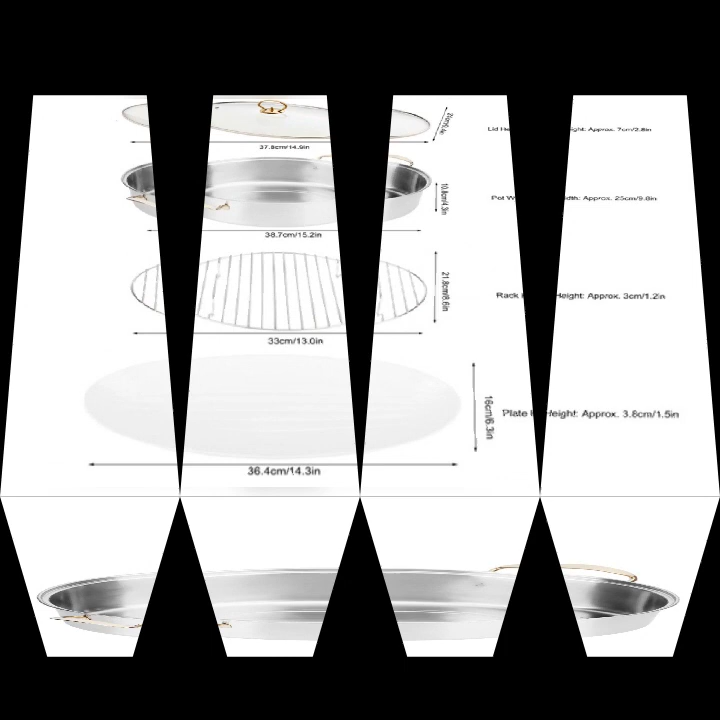 Lid He ight: Approx. 7cm/2.8in
37.8cm/14.9in
Pot W idth: Approx. 25cm/9.8in
10.8cm/4.3in
38.7cm/15.2in
21.8cm/8.6in
Rack Height: Approx. 3cm/1.2in
33cm/13.0in
16cm/6.3in
Plate Height: Approx. 3.8cm/1.5in
36.4cm/14.3in